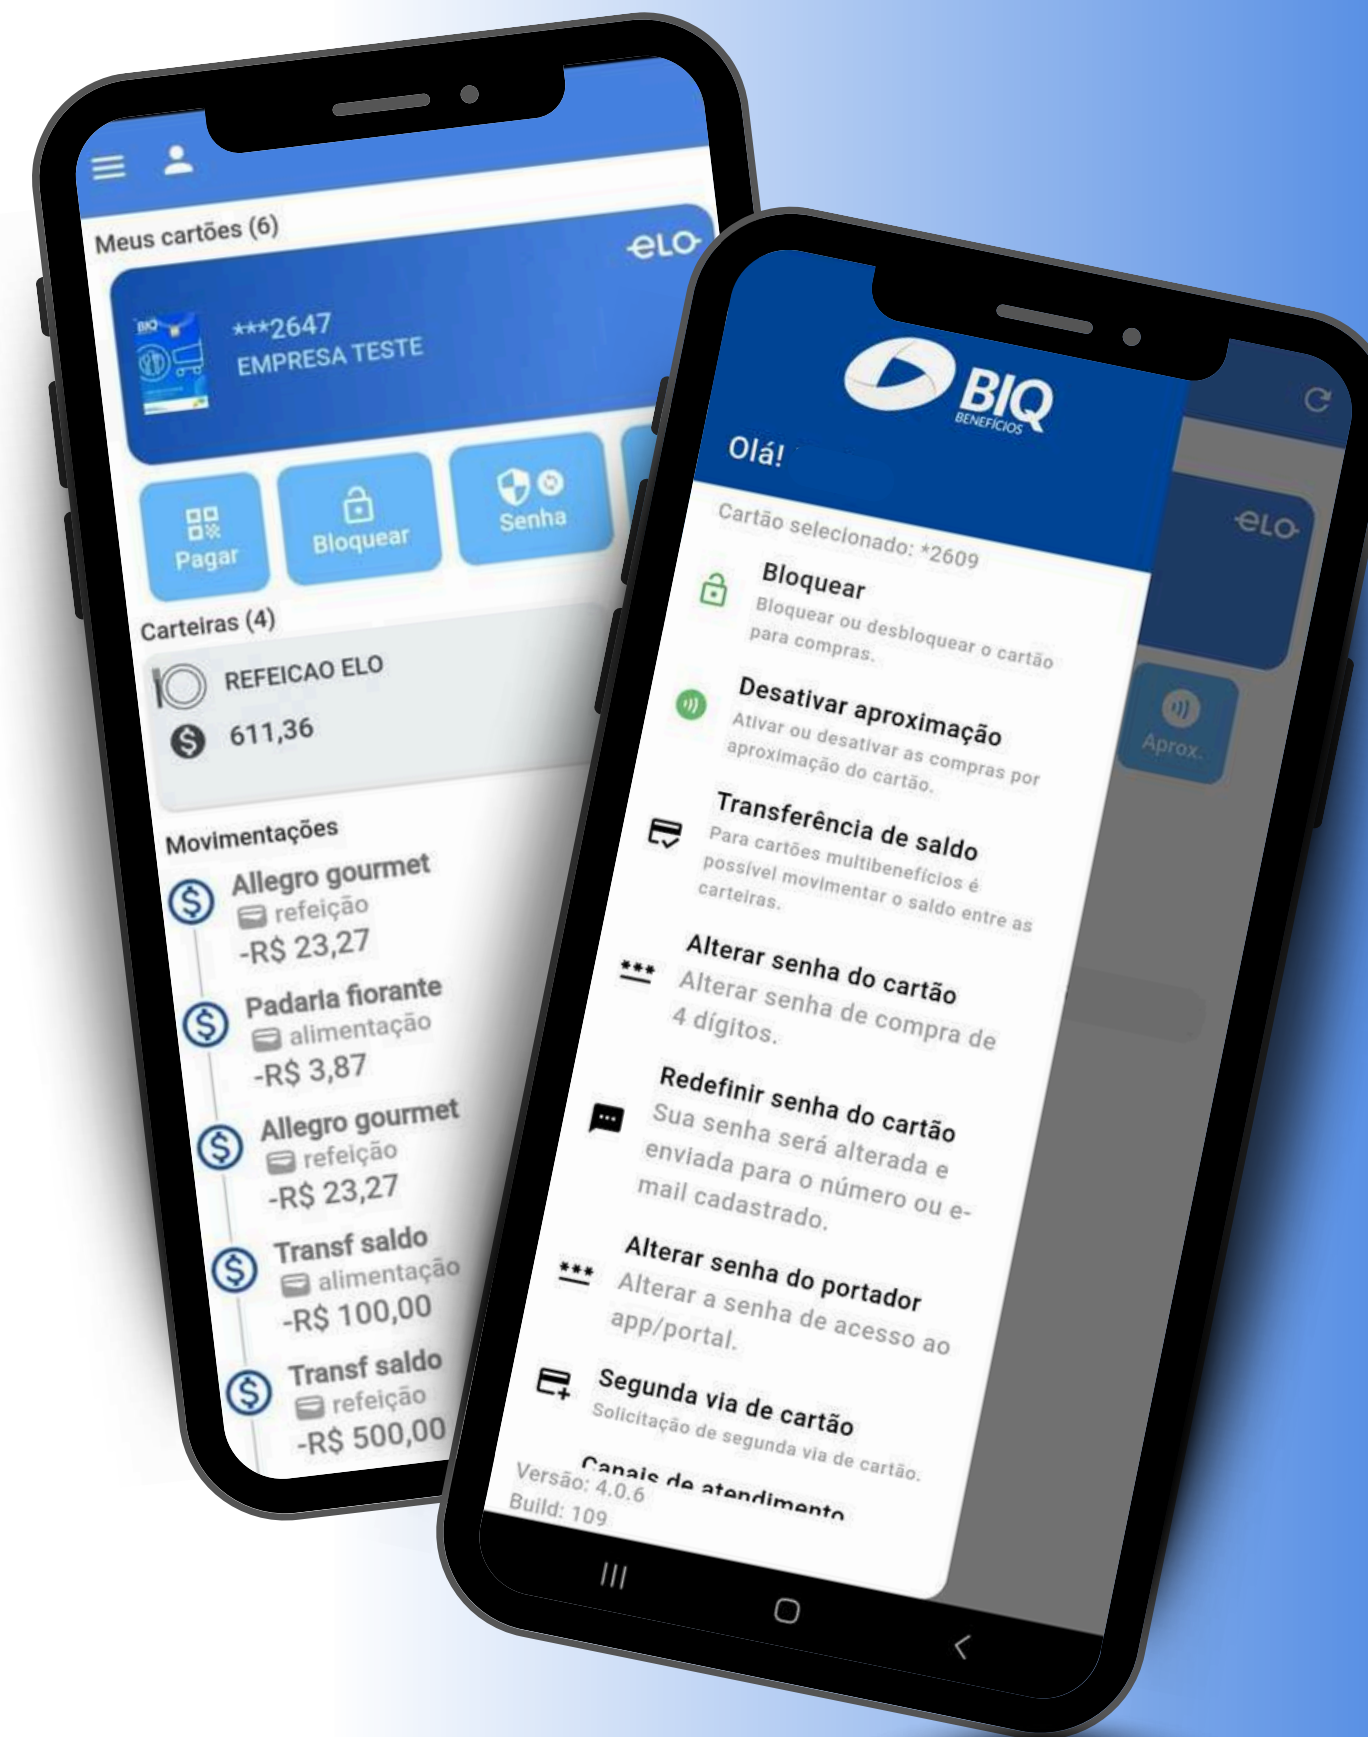 Meus cartões (6)
elo
BIQ
***2647
EMPRESA TESTE
Pagar
Bloquear
Senha
Carteiras (4)
REFEICAO ELO
611,36
Movimentações
Allegro gourmet
refeição
-R$ 23,27
Padaria fiorante
alimentação
-R$ 3,87
Allegro gourmet
refeição
-R$ 23,27
Transf saldo
alimentação
-R$ 100,00
Transf saldo
refeição
-R$ 500,00
BIQ
BENEFÍCIOS
Olá!
Cartão selecionado: *2609
Bloquear
Bloquear ou desbloquear o cartão
para compras.
Desativar aproximação
Ativar ou desativar as compras por
aproximação do cartão.
Transferência de saldo
Para cartões multibenefícios é
possível movimentar o saldo entre as
carteiras.
***
Alterar senha do cartão
Alterar senha de compra de
4 dígitos.
Redefinir senha do cartão
Sua senha será alterada e
enviada para o número ou e-
mail cadastrado.
***
Alterar senha do portador
Alterar a senha de acesso ao
app/portal.
Segunda via de cartão
Solicitação de segunda via de cartão.
Canais de atendimento
Versão: 4.0.6
Build: 109
elo
Aprox.